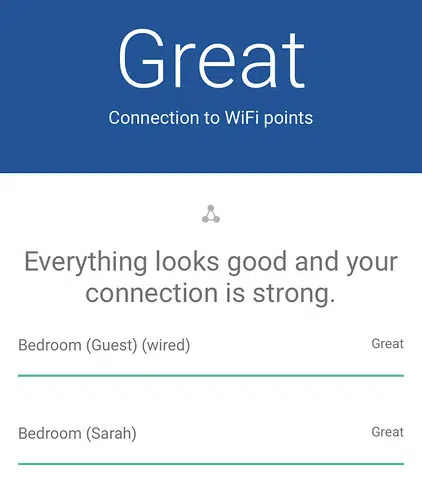 Great
Connection to WiFi points
Everything looks good and your
connection is strong.
Bedroom (Guest) (wired) Great
Bedroom (Sarah) Great